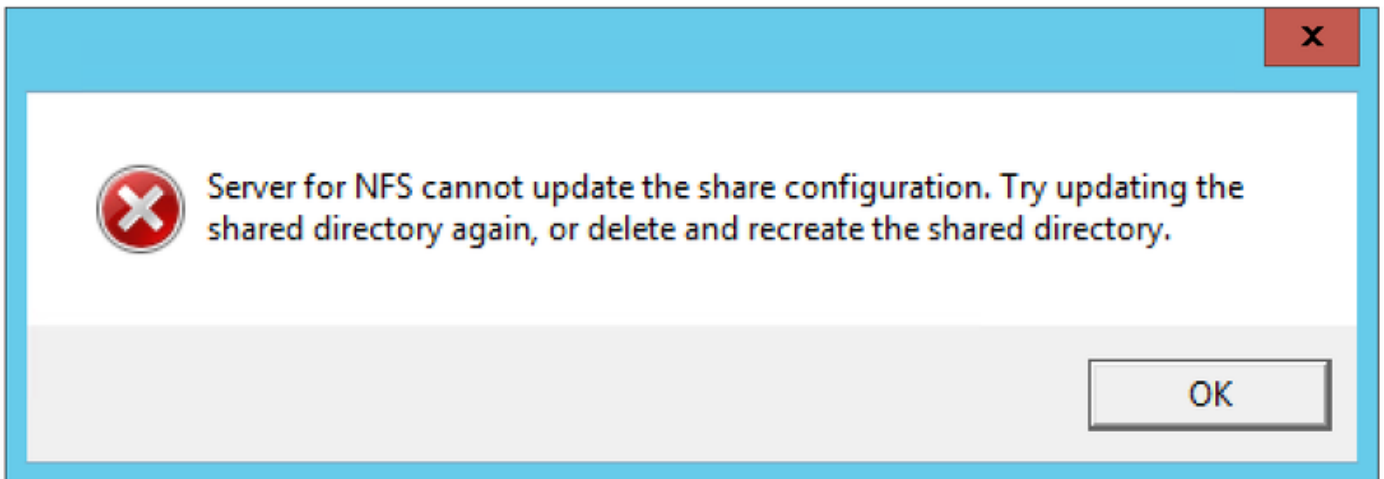 x
Server for NFS cannot update the share configuration. Try updating the
shared directory again, or delete and recreate the shared directory.
OK